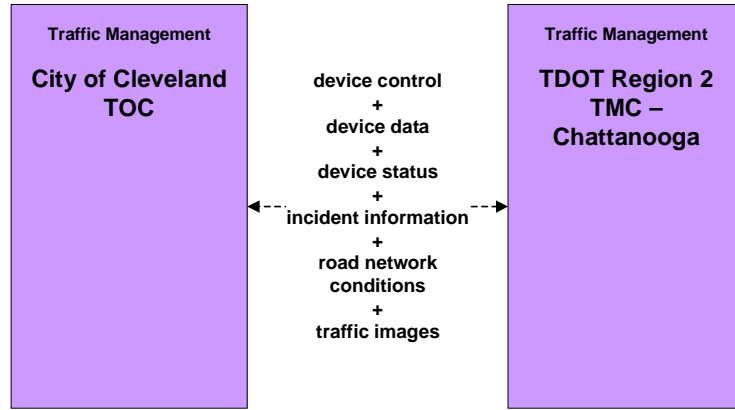 Traffic Management
City of Cleveland
TOC
device control
+
device data
+
device status
+
incident information
+
road network
conditions
+
traffic images
Traffic Management
TDOT Region 2
TMC –
Chattanooga